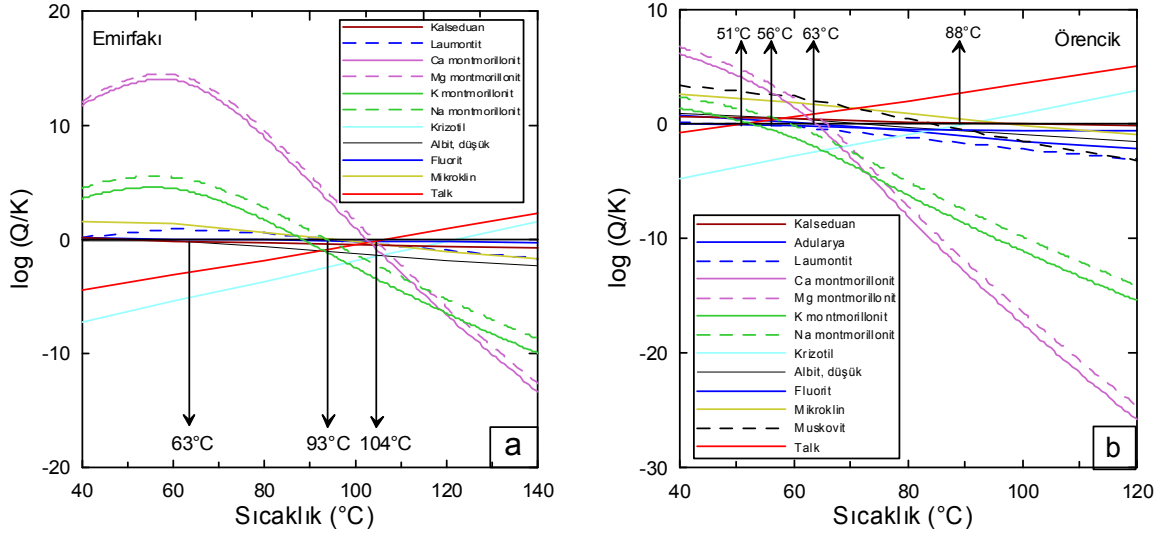 Emirfakı
Kalseduan
Laumontit
Ca montmorillonit
Mg montmorillonit
K montmorillonit
Na montmorillonit
Krizotil
Albit, düşük
Fluorit
Mikroklin
Talk
20
10
0
-10
-20
log (Q/K)
63°C
93°C
104°C
a
40
60
80
100
120
140
Sıcaklık (°C)
Örencik
51°C
56°C
63°C
88°C
10
0
-10
-20
-30
log (Q/K)
Kalseduan
Adularya
Laumontit
Ca montmorillonit
Mg montmorillonit
K montmorillonit
Na montmorillonit
Krizotil
Albit, düşük
Fluorit
Mikroklin
Muskovit
Talk
b
40
60
80
100
120
Sıcaklık (°C)